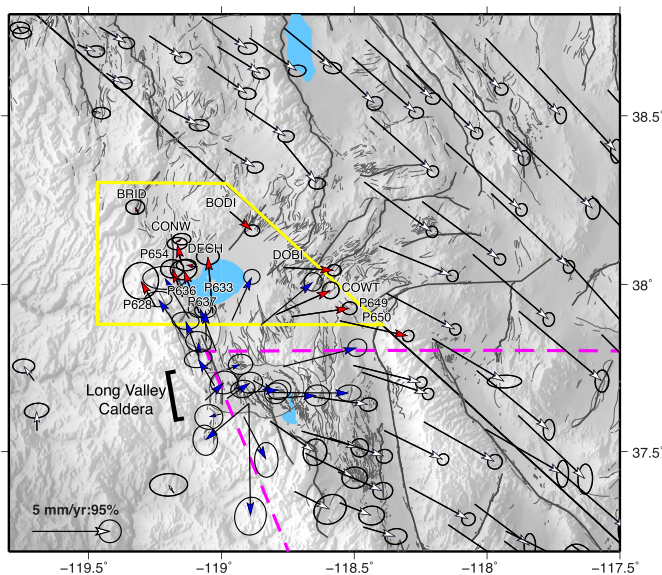 38.5˚
BRID
BODI
CONW
DECH
P654
DOBI
38˚
P636
P633
COWT
P628
P637
P649
P650
Long Valley
Caldera
37.5˚
5 mm/yr:95%
−119.5˚
−119˚
−118.5˚
−118˚
−117.5˚